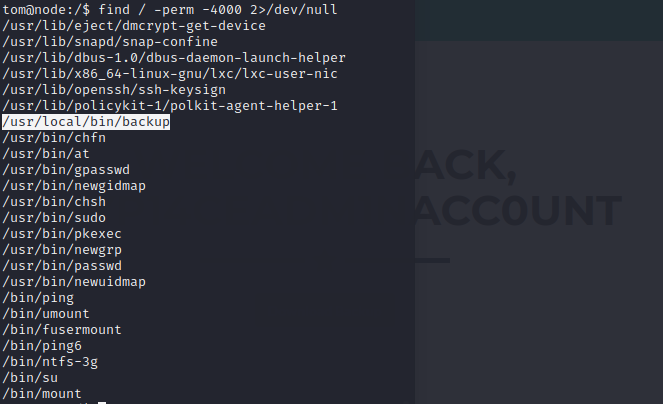 tom@node:/$ find / -perm -4000 2>/dev/null
/usr/lib/eject/dmcrypt-get-device
/usr/lib/snapd/snap-confine
/usr/lib/dbus-1.0/dbus-daemon-launch-helper
/usr/lib/x86_64-linux-gnu/lxc/lxc-user-nic
/usr/lib/openssh/ssh-keysign
/usr/lib/policykit-1/polkit-agent-helper-1
/usr/local/bin/backup
/usr/bin/chfn
/usr/bin/at
/usr/bin/gpasswd
/usr/bin/newgidmap
/usr/bin/chsh
/usr/bin/sudo
/usr/bin/pkexec
/usr/bin/newgrp
/usr/bin/passwd
/usr/bin/newuidmap
/bin/ping
/bin/umount
/bin/fusermount
/bin/ping6
/bin/ntfs-3g
/bin/su
/bin/mount
WELCOME BACK,